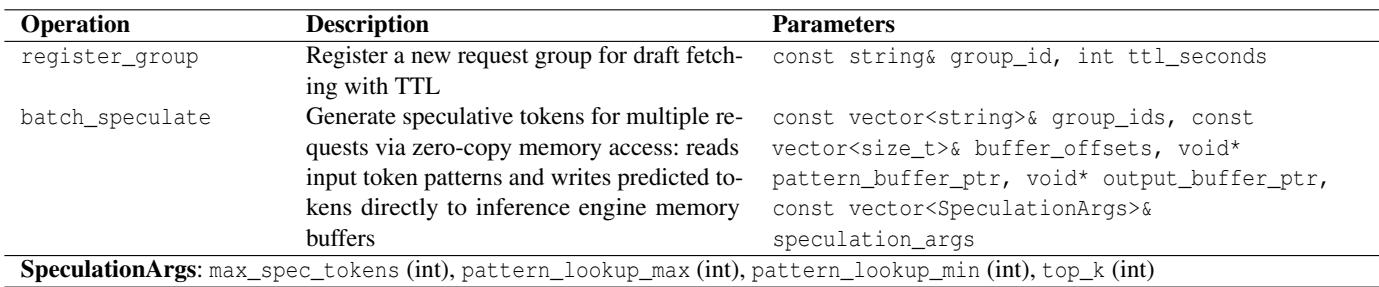 Operation Description Parameters
register_group Register a new request group for draft fetch- const string& group_id, int ttl_seconds
ing with TTL
batch_speculate Generate speculative tokens for multiple re- const vector<string>& group_ids, const
quests via zero-copy memory access: reads vector<size_t>& buffer_offsets, void*
input token patterns and writes predicted to- pattern_buffer_ptr, void* output_buffer_ptr,
kens directly to inference engine memory const vector<SpeculationArgs>&
buffers speculation_args
SpeculationArgs: max_spec_tokens (int), pattern_lookup_max (int), pattern_lookup_min (int), top_k (int)